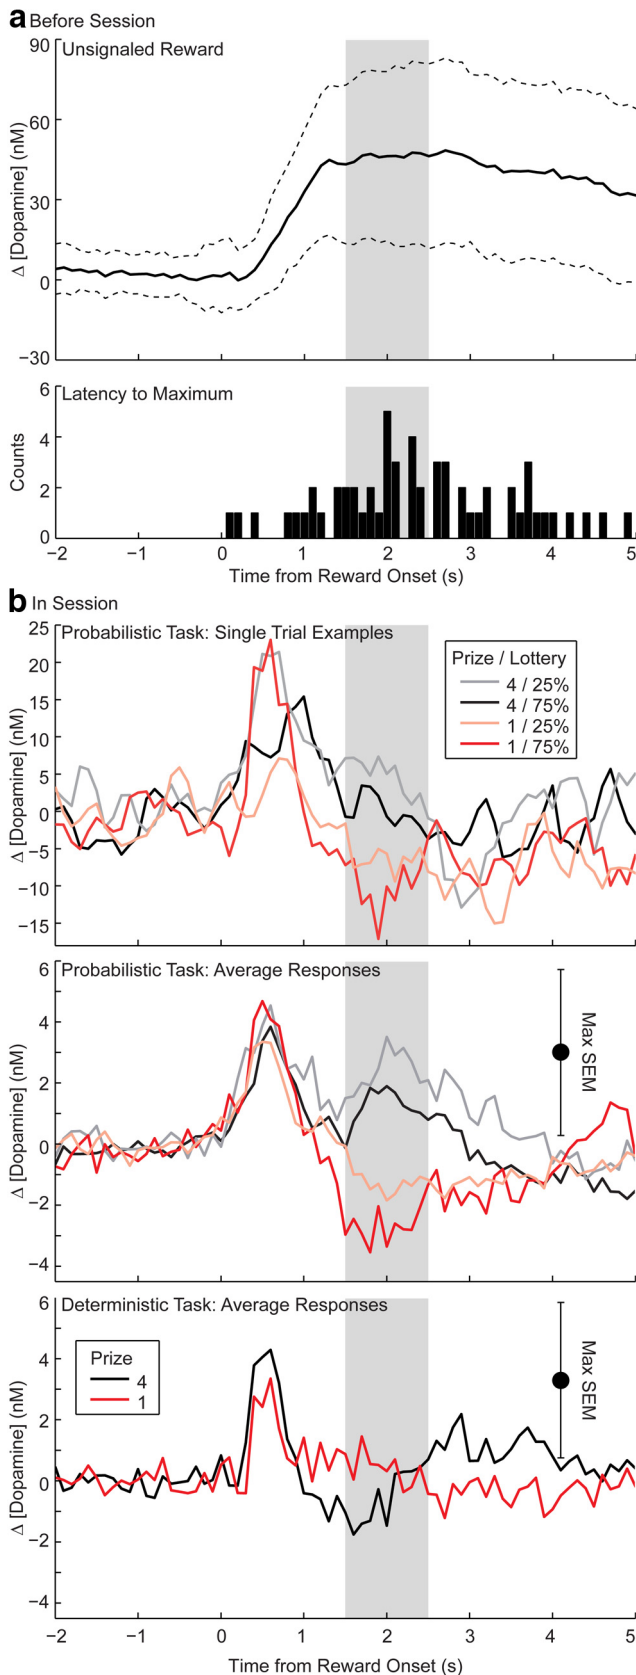 a Before Session
Unsignaled Reward
90
60
30
0
−30
Δ [Dopamine] (nM)
Latency to Maximum
6
4
2
0
Counts
−2 −1 0 1 2 3 4 5
Time from Reward Onset (s)
b In Session
Probabilistic Task: Single Trial Examples
25
20
15
10
5
0
−5
−10
−15
Δ [Dopamine] (nM)
Prize / Lottery
4 / 25%
4 / 75%
1 / 25%
1 / 75%
Probabilistic Task: Average Responses
6
4
2
0
−2
−4
Δ [Dopamine] (nM)
Max SEM
Deterministic Task: Average Responses
6
4
2
0
−2
−4
Δ [Dopamine] (nM)
Prize
4
1
Max SEM
−2 −1 0 1 2 3 4 5
Time from Reward Onset (s)